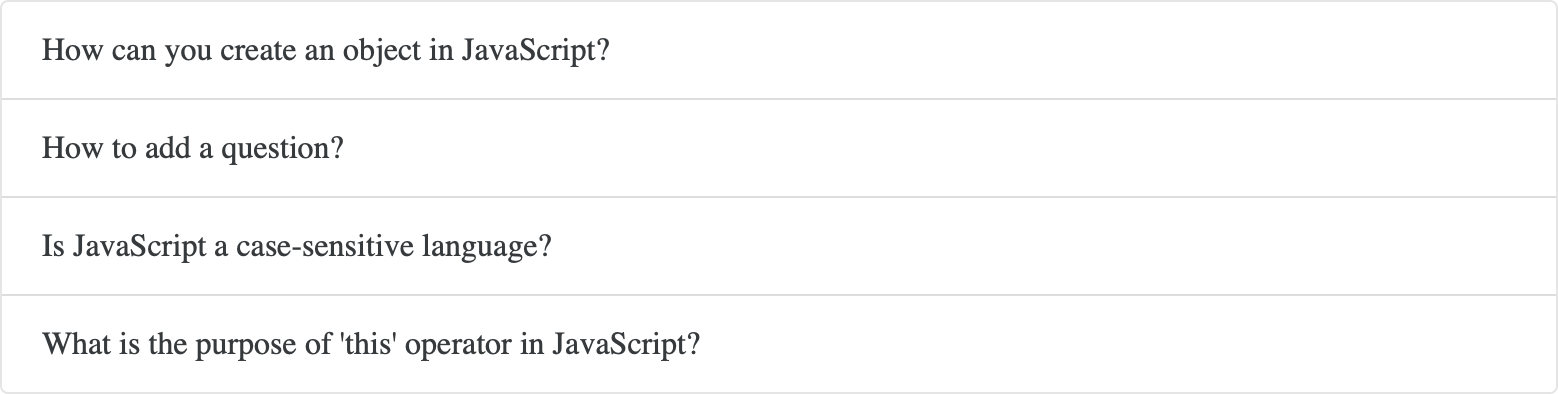 How can you create an object in JavaScript?
How to add a question?
Is JavaScript a case-sensitive language?
What is the purpose of 'this' operator in JavaScript?